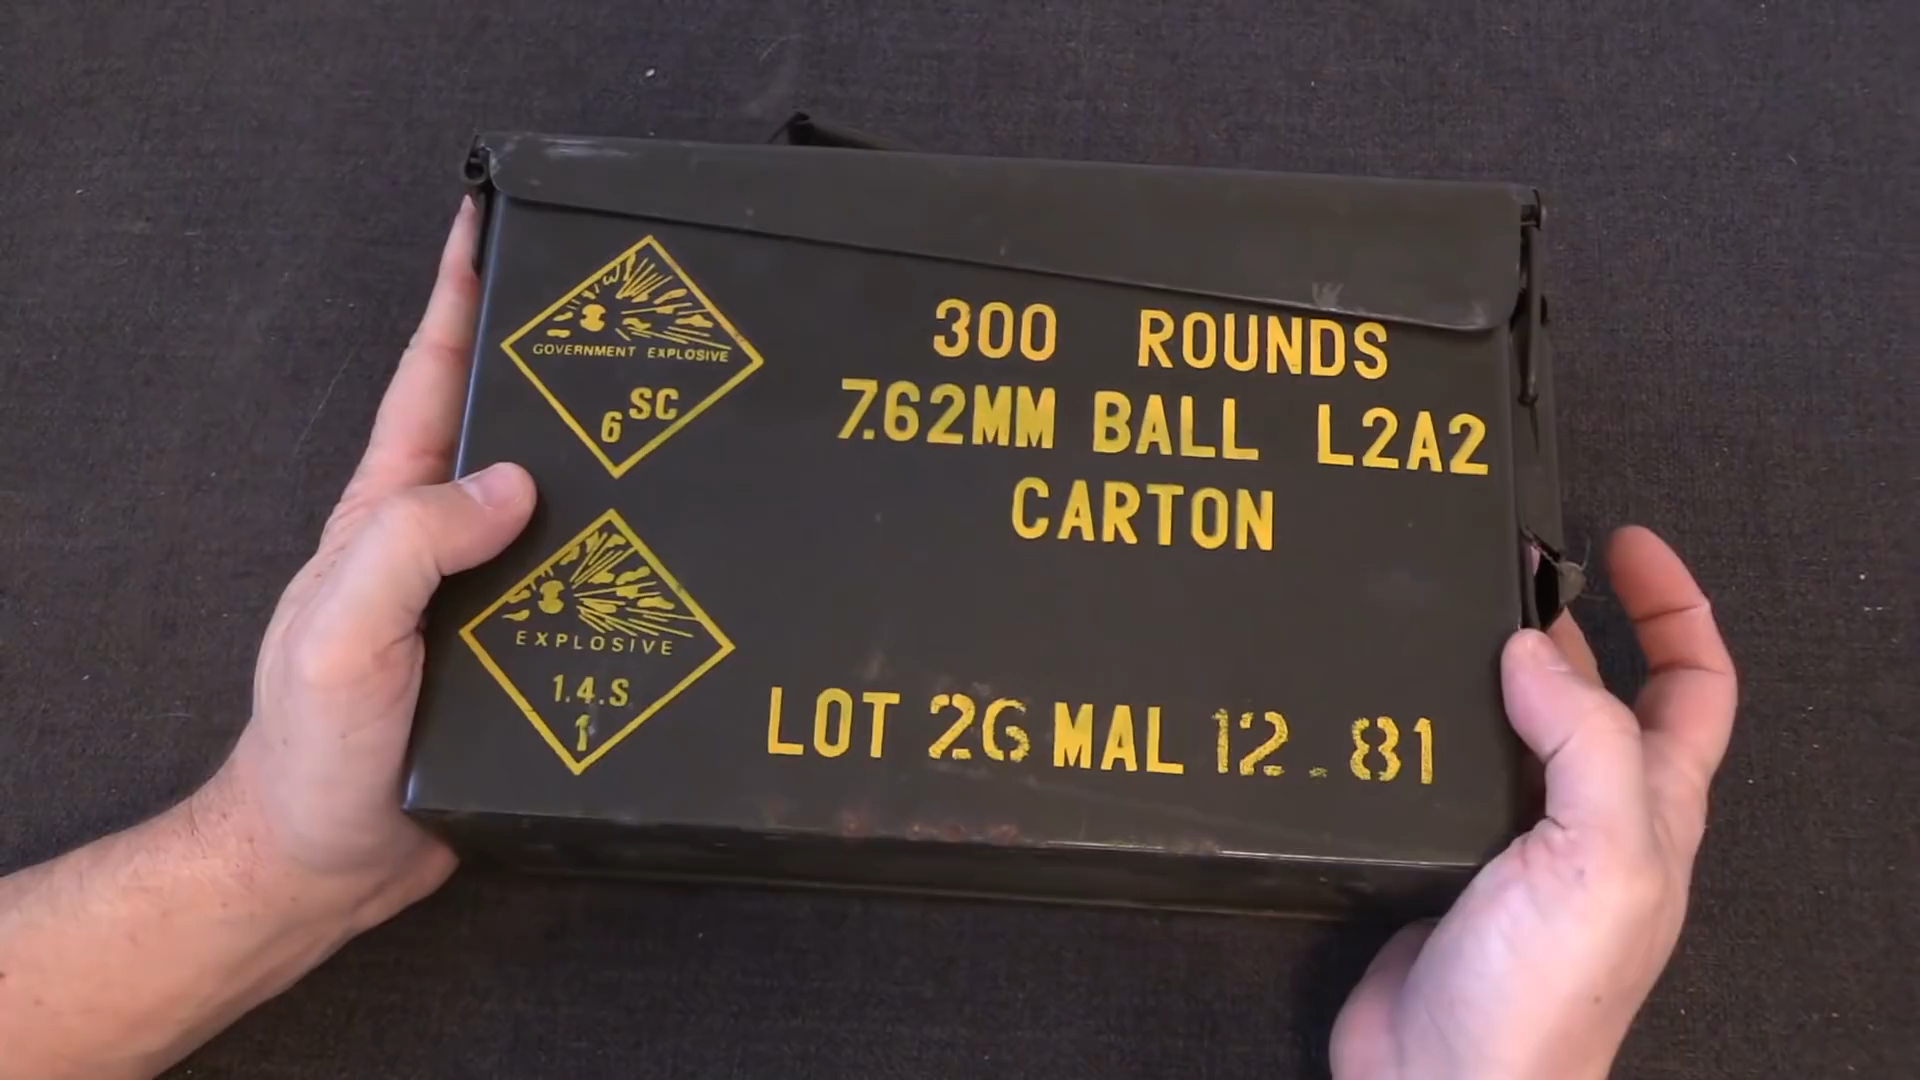 GOVERNMENT EXPLOSIVE
6 SC
300 ROUNDS
7.62MM BALL L2A2
CARTON
EXPLOSIVE
1.4.S
1
LOT 26 MAL 12.81